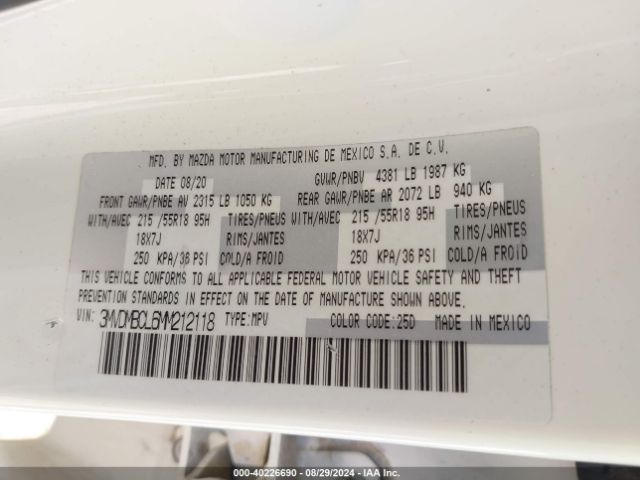 MFD. BY MAZDA MOTOR MANUFACTURING DE MEXICO S.A. DE C.V.
DATE 08/20 GVWR/PNBV 4381 LB 1987 KG
FRONT GAWR/PNBE AV 2315 LB 1050 KG REAR GAWR/PNBE AR 2072 LB 940 KG
WITH/AVEC 215 /55R18 95H TIRES/PNEUS WITH/AVEC 215 /55R18 95H TIRES/PNEUS
18X7J RIMS/JANTES 18X7J RIMS/JANTES
250 KPA/36 PSI COLD/A FROID 250 KPA/36 PSI COLD/A FROID
THIS VEHICLE CONFORMS TO ALL APPLICABLE FEDERAL MOTOR VEHICLE SAFETY AND THEFT
PREVENTION STANDARDS IN EFFECT ON THE DATE OF MANUFACTURE SHOWN ABOVE.
VIN: 3MVDMBCL6MM212118 TYPE:MPV COLOR CODE:25D MADE IN MEXICO
000-40226690 - 08/29/2024 - IAA Inc.